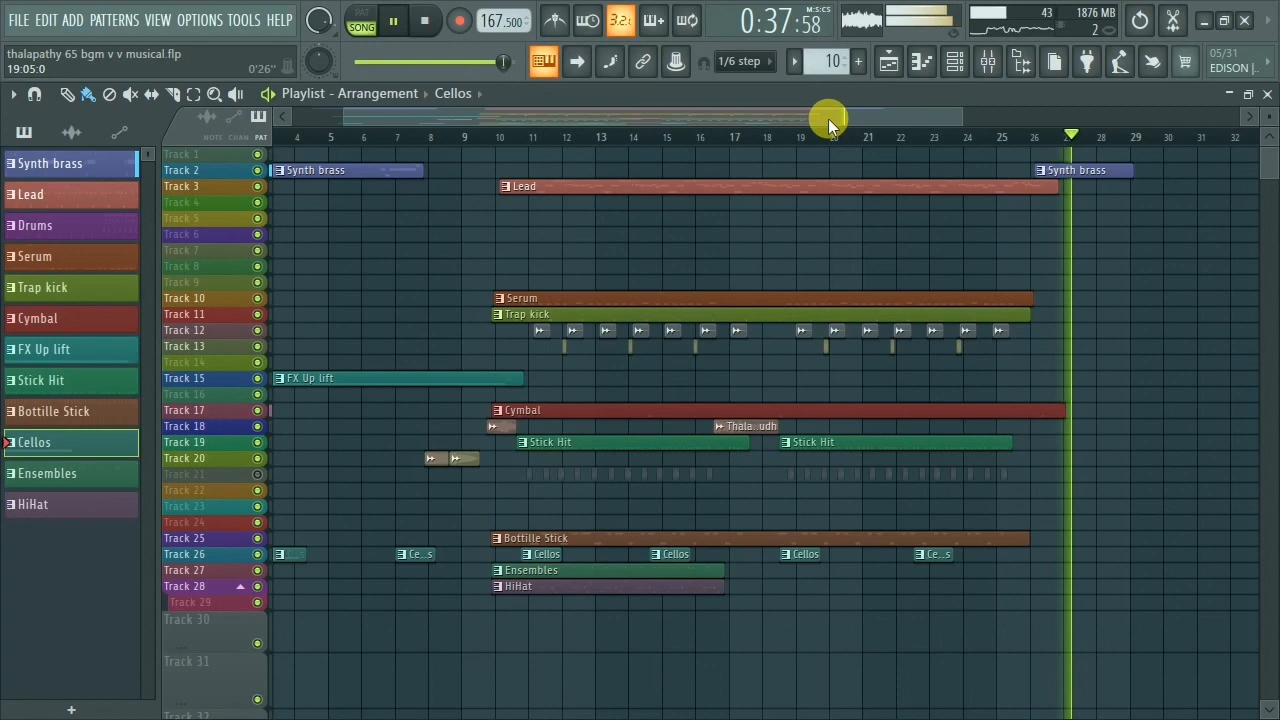 FILE EDIT ADD PATTERNS VIEW OPTIONS TOOLS HELP
PAT
SONG
167.500
3.2.
0:37:58
M:S:CS
43
1876 MB
2
thalapathy 65 bgm v v musical.flp
19:05:0
0'26"
1/6 step
10
05/31
EDISON |..
Playlist - Arrangement
Cellos
NOTE CHAN PAT
4 5 6 7 8 9 10 11 12 13 14 15 16 17 18 19 20 21 22 23 24 25 26 28 29 30 31 32
Synth brass
Lead
Drums
Serum
Trap kick
Cymbal
FX Up lift
Stick Hit
Bottille Stick
Cellos
Ensembles
HiHat
Track 1
Track 2 Synth brass Synth brass
Track 3 Lead
Track 4
Track 5
Track 6
Track 7
Track 8
Track 9
Track 10 Serum
Track 11 Trap kick
Track 12
Track 13
Track 14
Track 15 FX Up lift
Track 16
Track 17 Cymbal
Track 18 Thala..udh
Track 19 Stick Hit Stick Hit
Track 20
Track 21
Track 22
Track 23
Track 24
Track 25 Bottille Stick
Track 26 Ce...s Cellos Cellos Cellos Ce...s
Track 27 Ensembles
Track 28 HiHat
Track 29
Track 30
Track 31
Track 32